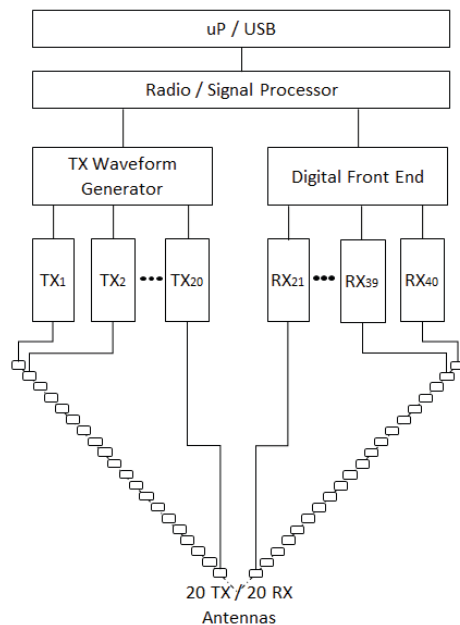 uP / USB
Radio / Signal Processor
TX Waveform
Generator
Digital Front End
TX1
TX2
TX20
RX21
RX39
RX40
20 TX / 20 RX
Antennas